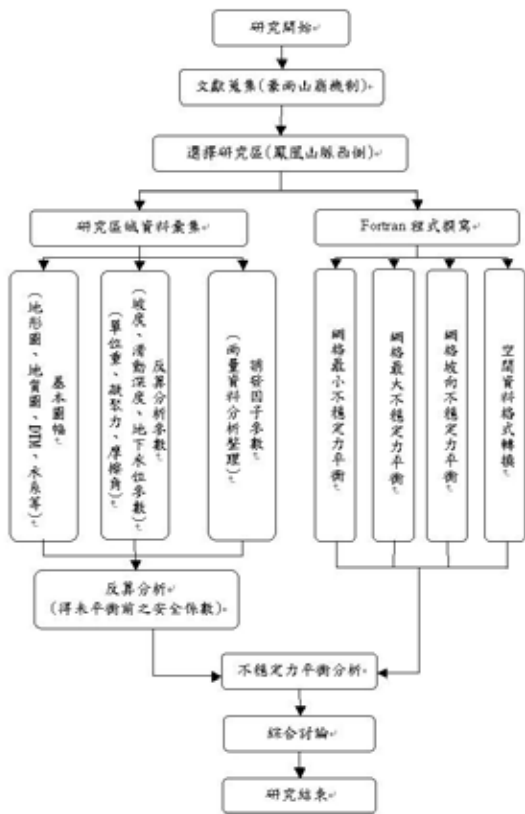 研究開始
文獻蒐集(豪雨山崩機制)
選擇研究區(鳳凰山脈西側)
研究區域資料彙集
Fortran 程式撰寫
基本圖幅
(地形圖、地質圖、DTM、水系等)
反算分析參數
(坡度、滑動深度、地下水位參數)
(單位重、凝聚力、摩擦角)
誘發因子參數
(雨量資料分析整理)
網格最小不穩定力平衡
網格最大不穩定力平衡
網格坡向不穩定力平衡
空間資料格式轉換
反算分析
(得未平衡前之安全係數)
不穩定力平衡分析
綜合討論
研究結束